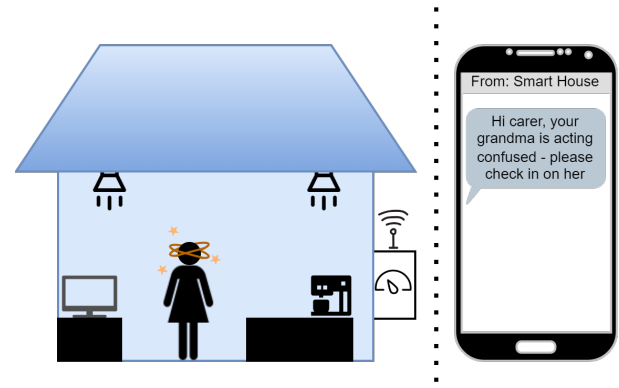 From: Smart House
Hi carer, your
grandma is acting
confused - please
check in on her